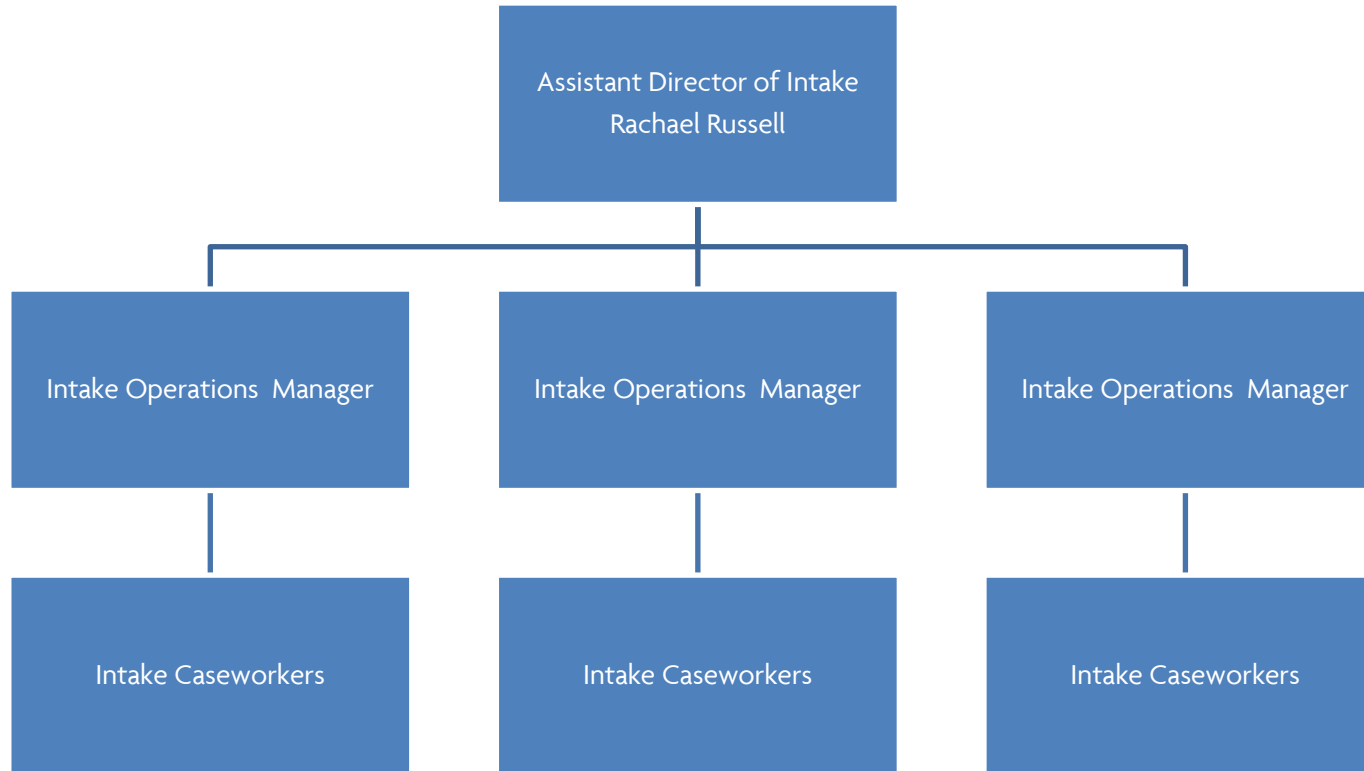 Assistant Director of Intake
Rachael Russell
Intake Operations  Manager
Intake Operations  Manager
Intake Operations  Manager
Intake Caseworkers
Intake Caseworkers
Intake Caseworkers